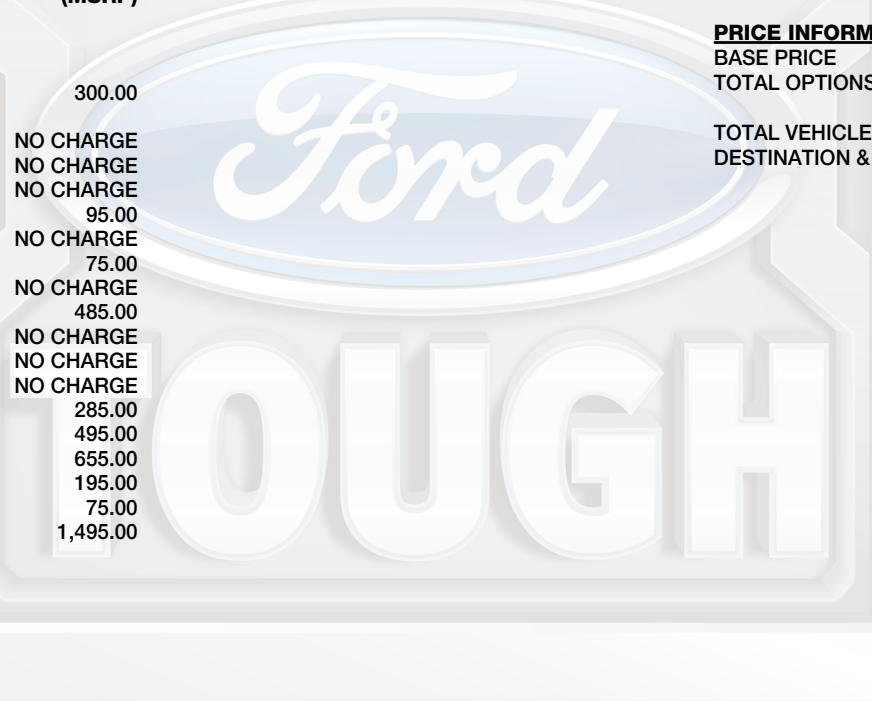 (MSRP)
300.00
NO CHARGE
NO CHARGE
NO CHARGE
95.00
NO CHARGE
75.00
NO CHARGE
485.00
NO CHARGE
NO CHARGE
NO CHARGE
285.00
495.00
655.00
195.00
75.00
1,495.00
PRICE INFORM
BASE PRICE
TOTAL OPTIONS
TOTAL VEHICLE
DESTINATION &
Ford
TOUGH